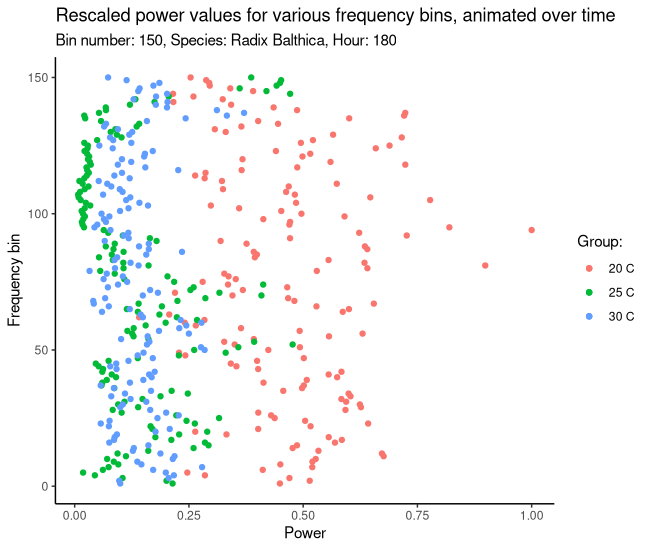 Rescaled power values for various frequency bins, animated over time
Bin number: 150, Species: Radix Balthica, Hour: 180
150
100
50
0
Frequency bin
0.00 0.25 0.50 0.75 1.00
Power
Group:
20 C
25 C
30 C